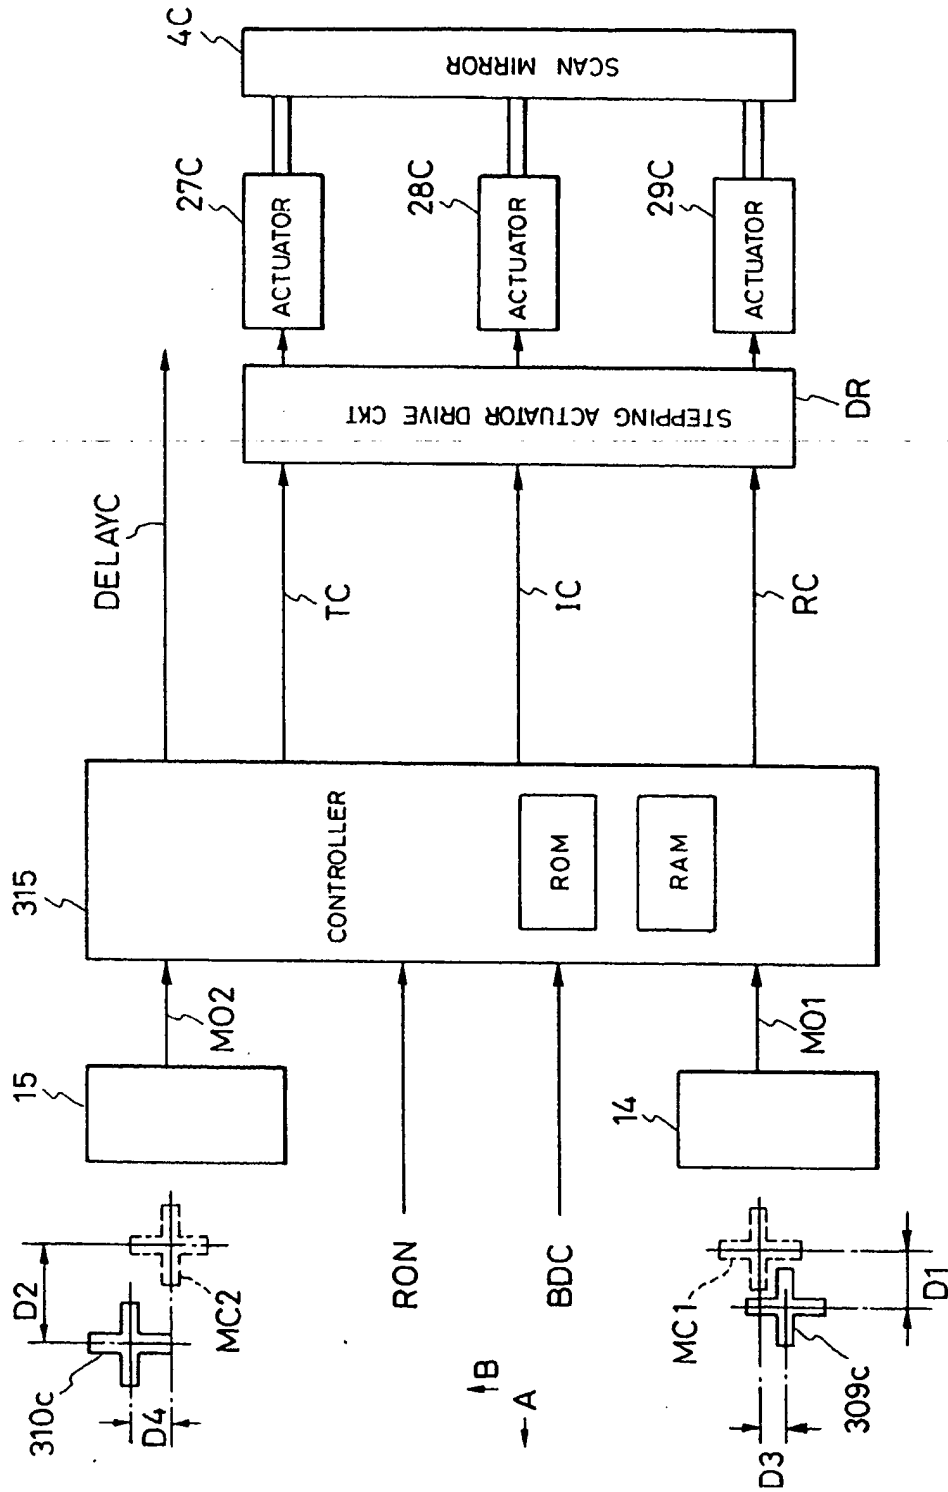 4C
SCAN MIRROR
27C
ACTUATOR
28C
ACTUATOR
29C
ACTUATOR
STEPPING ACTUATOR DRIVE CKT
DR
DELAYC
TC
IC
RC
315
CONTROLLER
ROM
RAM
MO2
MO1
15
14
RON
BDC
D2
MC2
310c
D4
B
A
MC1
D1
309c
D3